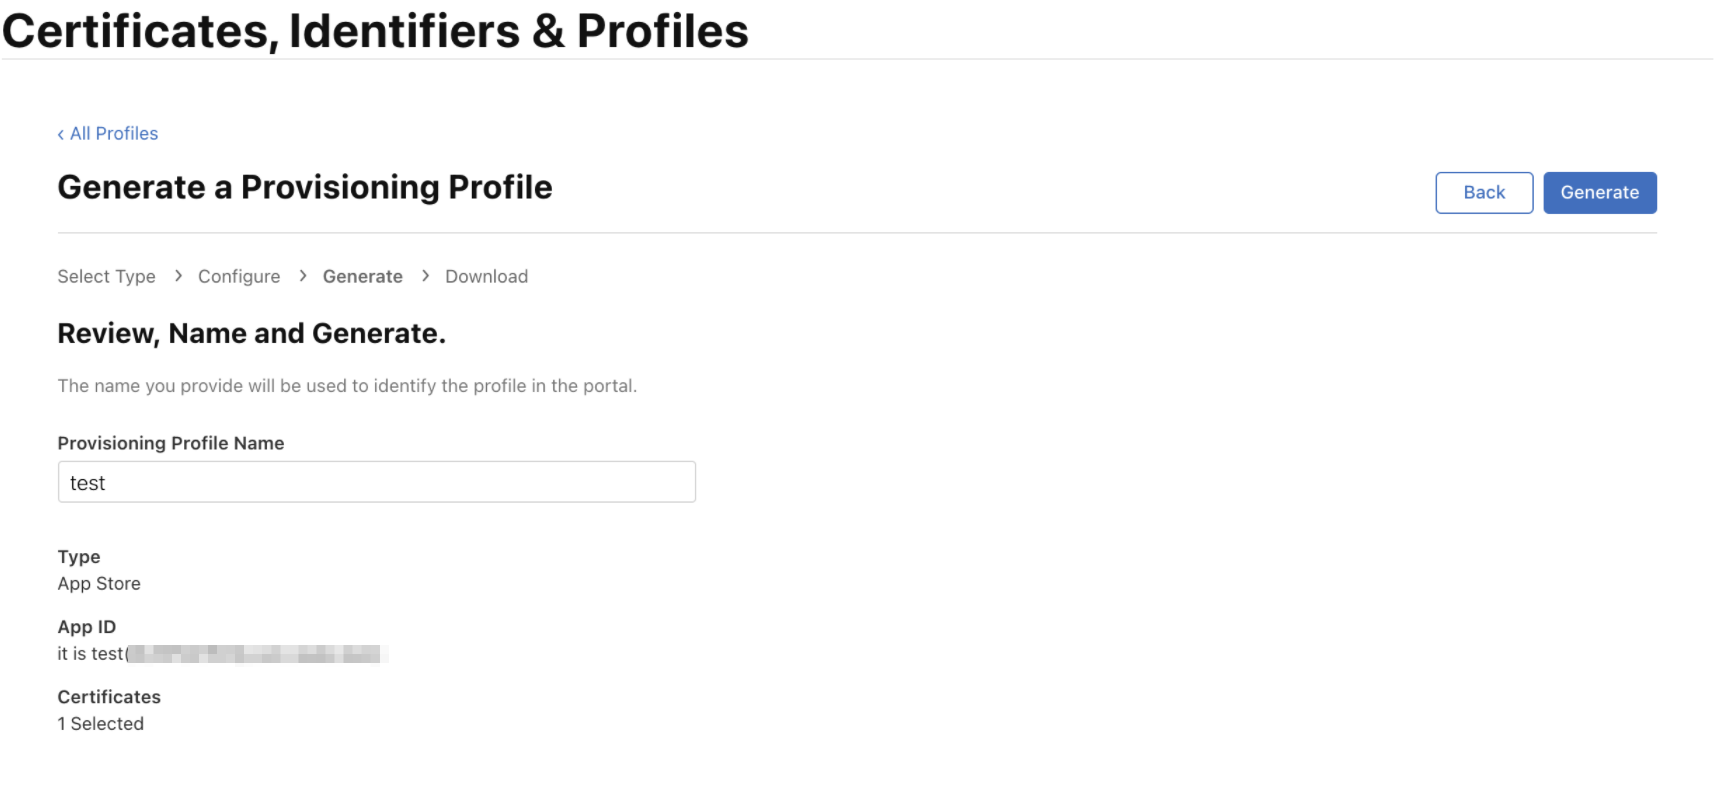 Certificates, Identifiers & Profiles
‹ All Profiles
Generate a Provisioning Profile
Back
Generate
Select Type > Configure > Generate > Download
Review, Name and Generate.
The name you provide will be used to identify the profile in the portal.
Provisioning Profile Name
test
Type
App Store
App ID
it is test(
Certificates
1 Selected